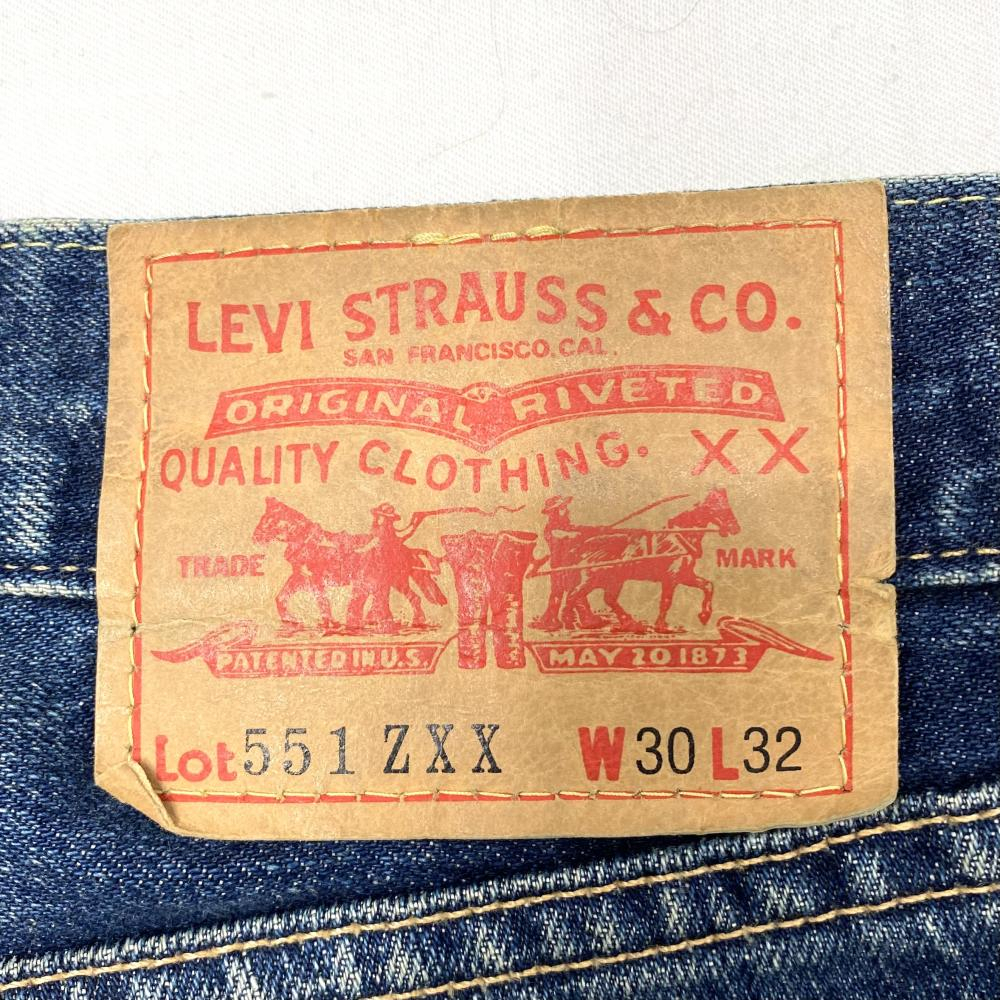 LEVI STRAUSS & CO.
SAN FRANCISCO, CAL.
ORIGINAL RIVETED
QUALITY CLOTHING. XX
TRADE MARK
PATENTED IN U.S. MAY 20 1873
Lot 551 ZXX W 30 L 32